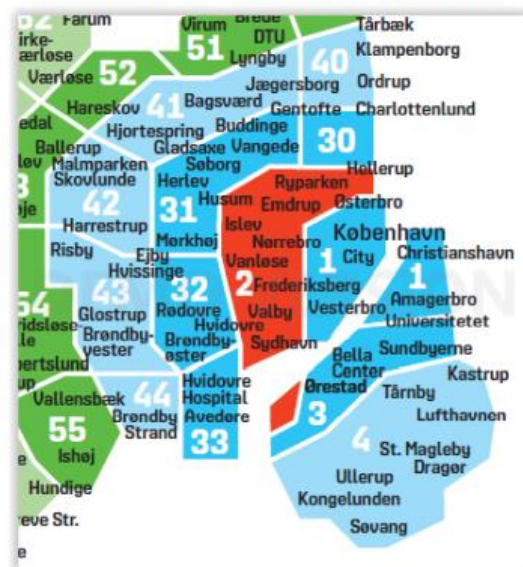 Farum
Virum
DTU
Lyngby
Tårbæk
51
40
Klampenborg
Værløse
52
Jægersborg
Ordrup
Hareskov
41
Bagsværd
Gentofte
Charlottenlund
Hjortespring
Buddinge
30
Ballerup
Gladsaxe
Vangede
Malmparken
Søborg
Hellerup
Skovlunde
Herlev
Ryparken
42
31
Husum
Emdrup
Østerbro
Harrestrup
Islev
København
Risby
Mørkhøj
Nørrebro
1
City
Christianshavn
Ejby
Vanløse
1
Hvissinge
2
Frederiksberg
Amagerbro
43
32
Valby
Vesterbro
Universitetet
Glostrup
Rødovre
Hvidovre
Sydhavn
Sundbyerne
Brøndby-
vester
Brøndby-
øster
Bella
Center
Kastrup
44
Hvidovre
Hospital
Ørestad
Tårnby
Vallensbæk
Brøndby
Strand
Avedøre
3
Lufthavnen
55
33
4
St. Magleby
Ishøj
Dragør
Ullerup
Hundige
Kongelunden
Søvang